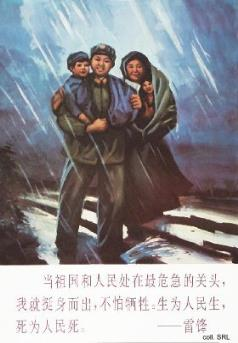 当祖国和人民处在最危急的关头，
我就挺身而出，不怕牺牲。生为人民生，
死为人民死。 ——雷锋
coll. SRL